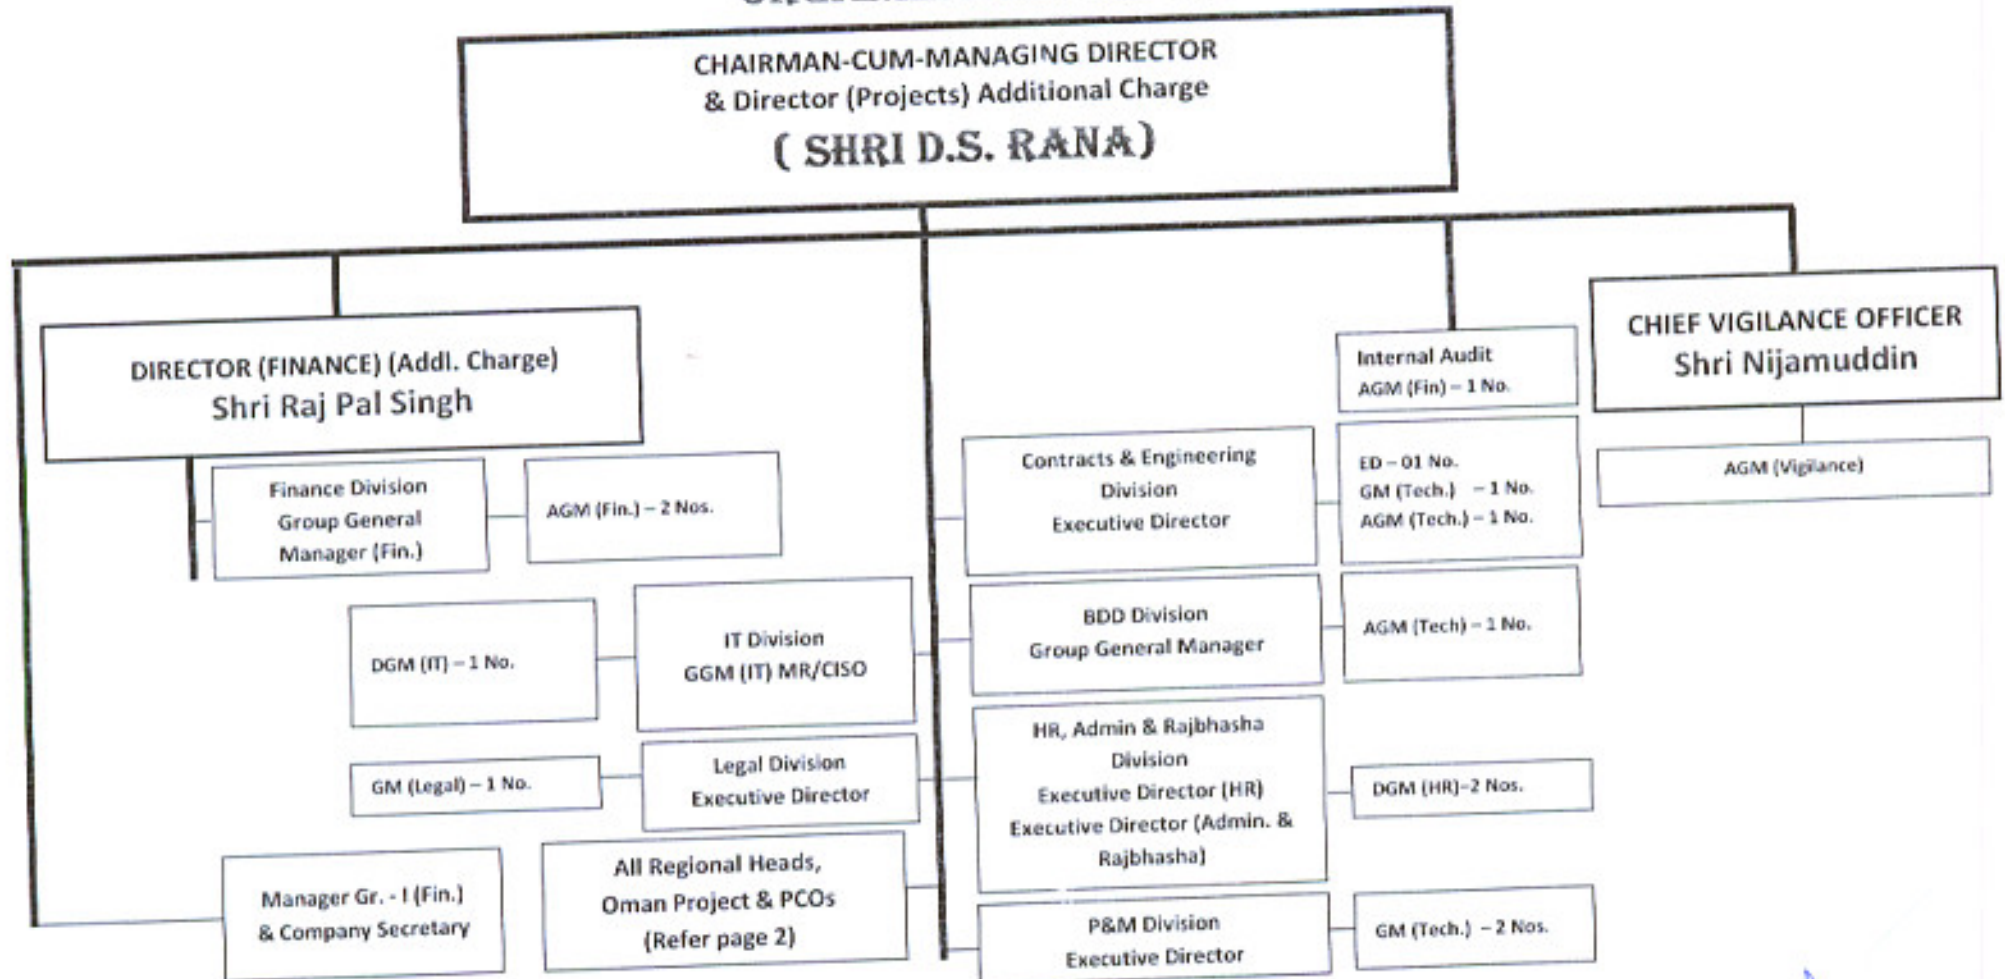 CHAIRMAN-CUM-MANAGING DIRECTOR
& Director (Projects) Additional Charge
( SHRI D.S. RANA)
DIRECTOR (FINANCE) (Addl. Charge)
Shri Raj Pal Singh
Internal Audit
AGM (Fin) – 1 No.
CHIEF VIGILANCE OFFICER
Shri Nijamuddin
AGM (Vigilance)
Finance Division
Group General
Manager (Fin.)
AGM (Fin.) – 2 Nos.
Contracts & Engineering
Division
Executive Director
ED – 01 No.
GM (Tech.) – 1 No.
AGM (Tech.) – 1 No.
DGM (IT) – 1 No.
IT Division
GGM (IT) MR/CISO
BDD Division
Group General Manager
AGM (Tech) – 1 No.
GM (Legal) – 1 No.
Legal Division
Executive Director
HR, Admin & Rajbhasha
Division
Executive Director (HR)
Executive Director (Admin. &
Rajbhasha)
DGM (HR)–2 Nos.
Manager Gr. - I (Fin.)
& Company Secretary
All Regional Heads,
Oman Project & PCOs
(Refer page 2)
P&M Division
Executive Director
GM (Tech.) – 2 Nos.